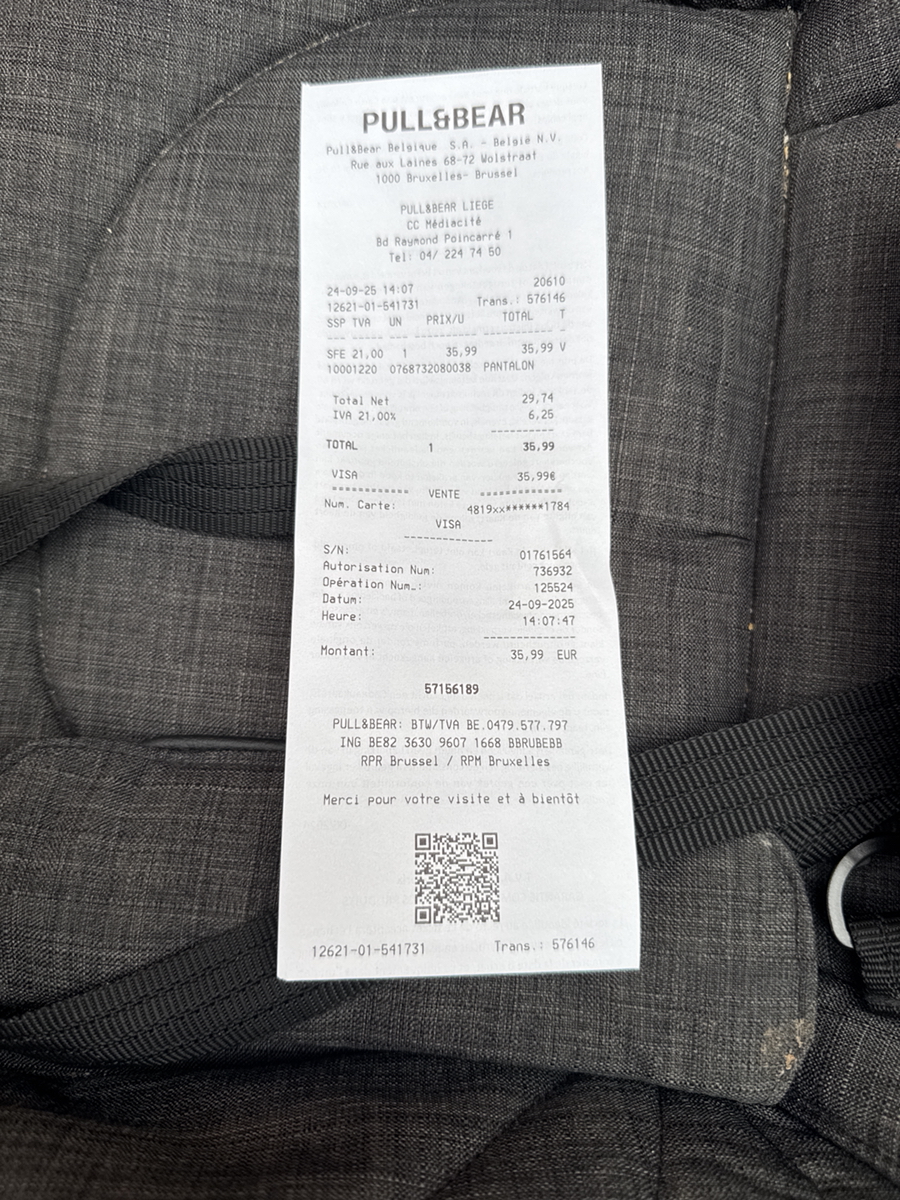 PULL&BEAR
Pull&Bear Belgique S.A. - België N.V.
Rue aux Laines 68-72 Wolstraat
1000 Bruxelles- Brussel
PULL&BEAR LIEGE
CC Médiacité
Bd Raymond Poincarré 1
Tel: 04/ 224 74 50
24-09-25 14:07 20610
12621-01-541731 Trans.: 576146
SSP TVA UN PRIX/U TOTAL T
--- --- --- ---------- ----------- -
SFE 21,00 1 35,99 35,99 V
10001220 0768732080038 PANTALON
Total Net 29,74
IVA 21,00% 6,25
----------
TOTAL 1 35,99
VISA 35,99€
============ VENTE =============
Num. Carte: 4819xx******1784
VISA
--------------
S/N: 01761564
Autorisation Num: 736932
Opération Num.: 125524
Datum: 24-09-2025
Heure: 14:07:47
--------------
Montant: 35,99 EUR
57156189
PULL&BEAR: BTW/TVA BE.0479.577.797
ING BE82 3630 9607 1668 BBRUBEBB
RPR Brussel / RPM Bruxelles
Merci pour votre visite et à bientôt
12621-01-541731 Trans.: 576146